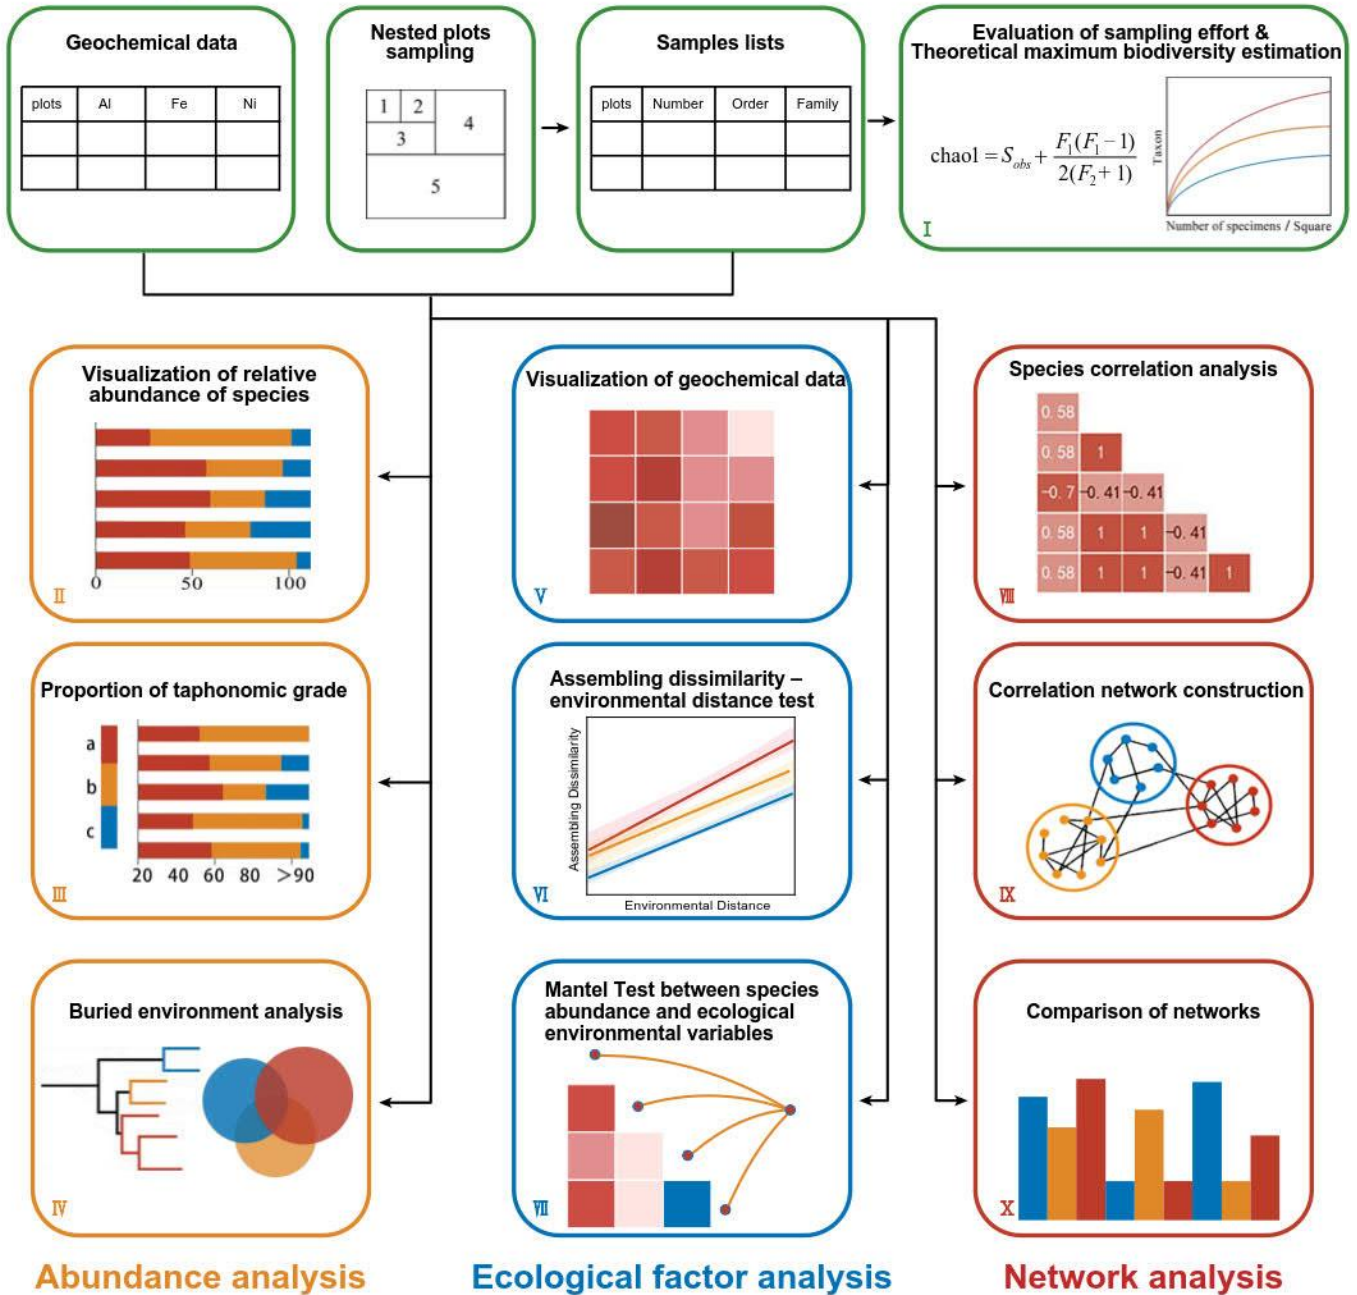 Geochemical data
plots Al Fe Ni
Nested plots
sampling
1 2
3
4
5
Samples lists
plots Number Order Family
Evaluation of sampling effort &
Theoretical maximum biodiversity estimation
chao1 = S_obs + F_1(F_1 − 1) / 2(F_2 + 1)
Taxon
Number of specimens / Square
I
Visualization of relative
abundance of species
0 50 100
II
Visualization of geochemical data
V
Species correlation analysis
0.58
0.58 1
-0.7 -0.41 -0.41
0.58 1 1 -0.41
0.58 1 1 -0.41 1
VIII
Proportion of taphonomic grade
a
b
c
20 40 60 80 >90
III
Assembling dissimilarity –
environmental distance test
Assembling Dissimilarity
Environmental Distance
VI
Correlation network construction
IX
Buried environment analysis
IV
Mantel Test between species
abundance and ecological
environmental variables
VII
Comparison of networks
X
Abundance analysis
Ecological factor analysis
Network analysis